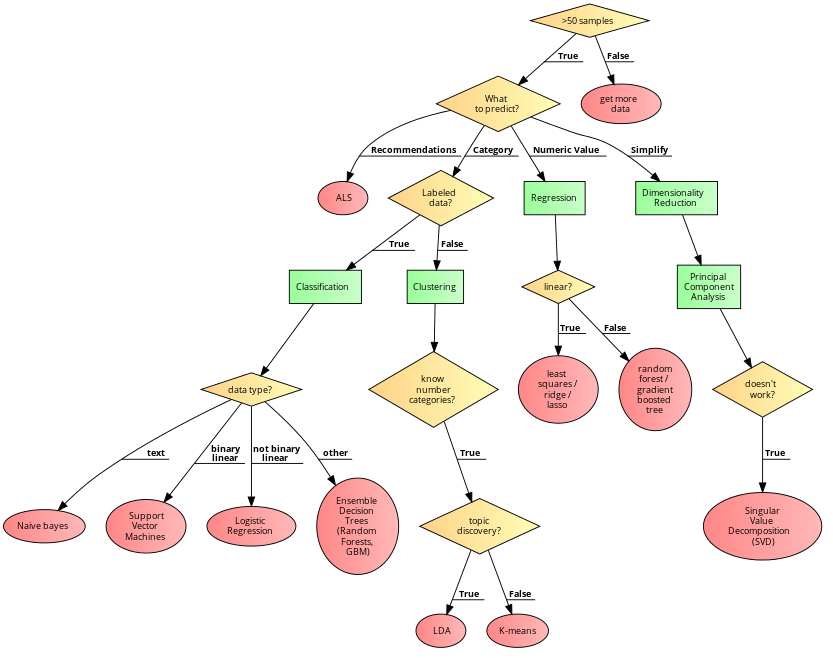 >50 samples
True
False
What
to predict?
get more
data
Recommendations
Category
Numeric Value
Simplify
ALS
Labeled
data?
Regression
Dimensionality
Reduction
True
False
Classification
Clustering
linear?
Principal
Component
Analysis
True
False
data type?
know
number
categories?
least
squares /
ridge /
lasso
random
forest /
gradient
boosted
tree
doesn't
work?
text
binary
linear
not binary
linear
other
True
True
Naive bayes
Support
Vector
Machines
Logistic
Regression
Ensemble
Decision
Trees
(Random
Forests,
GBM)
topic
discovery?
Singular
Value
Decomposition
(SVD)
True
False
LDA
K-means